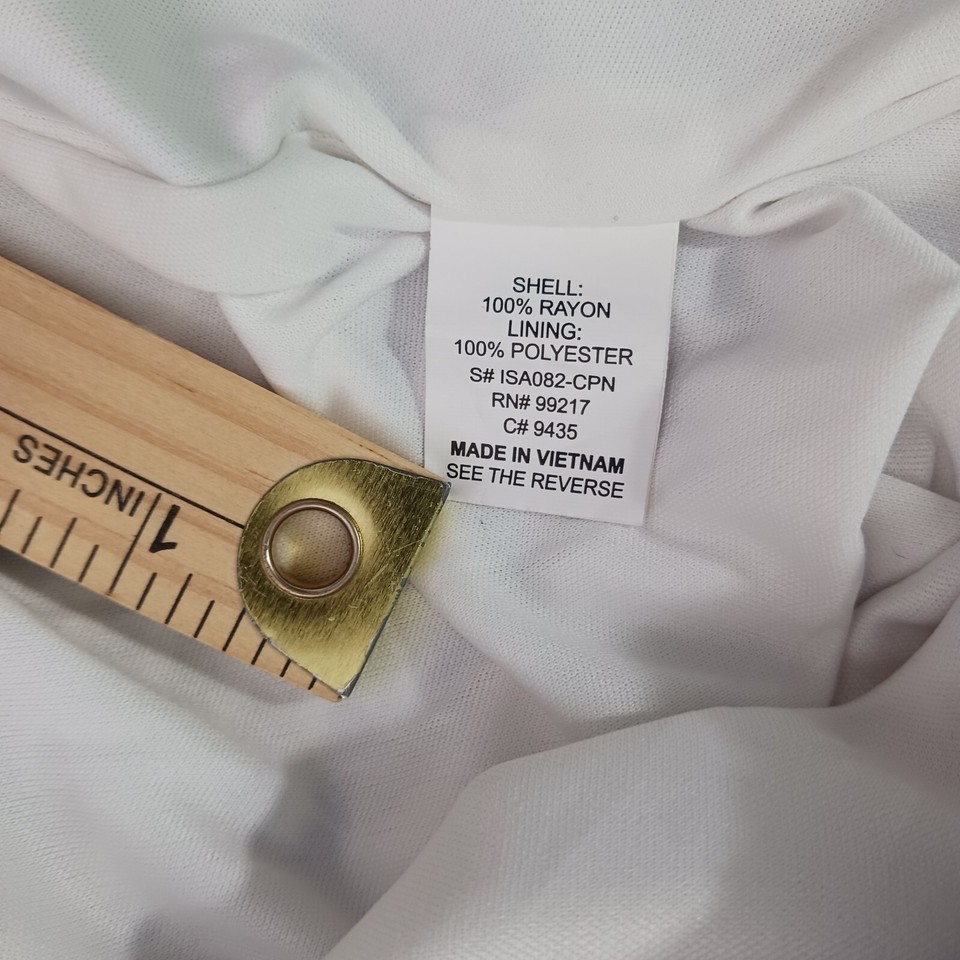 SHELL:
100% RAYON
LINING:
100% POLYESTER
S# ISA082-CPN
RN# 99217
C# 9435
MADE IN VIETNAM
SEE THE REVERSE
INCHES
1